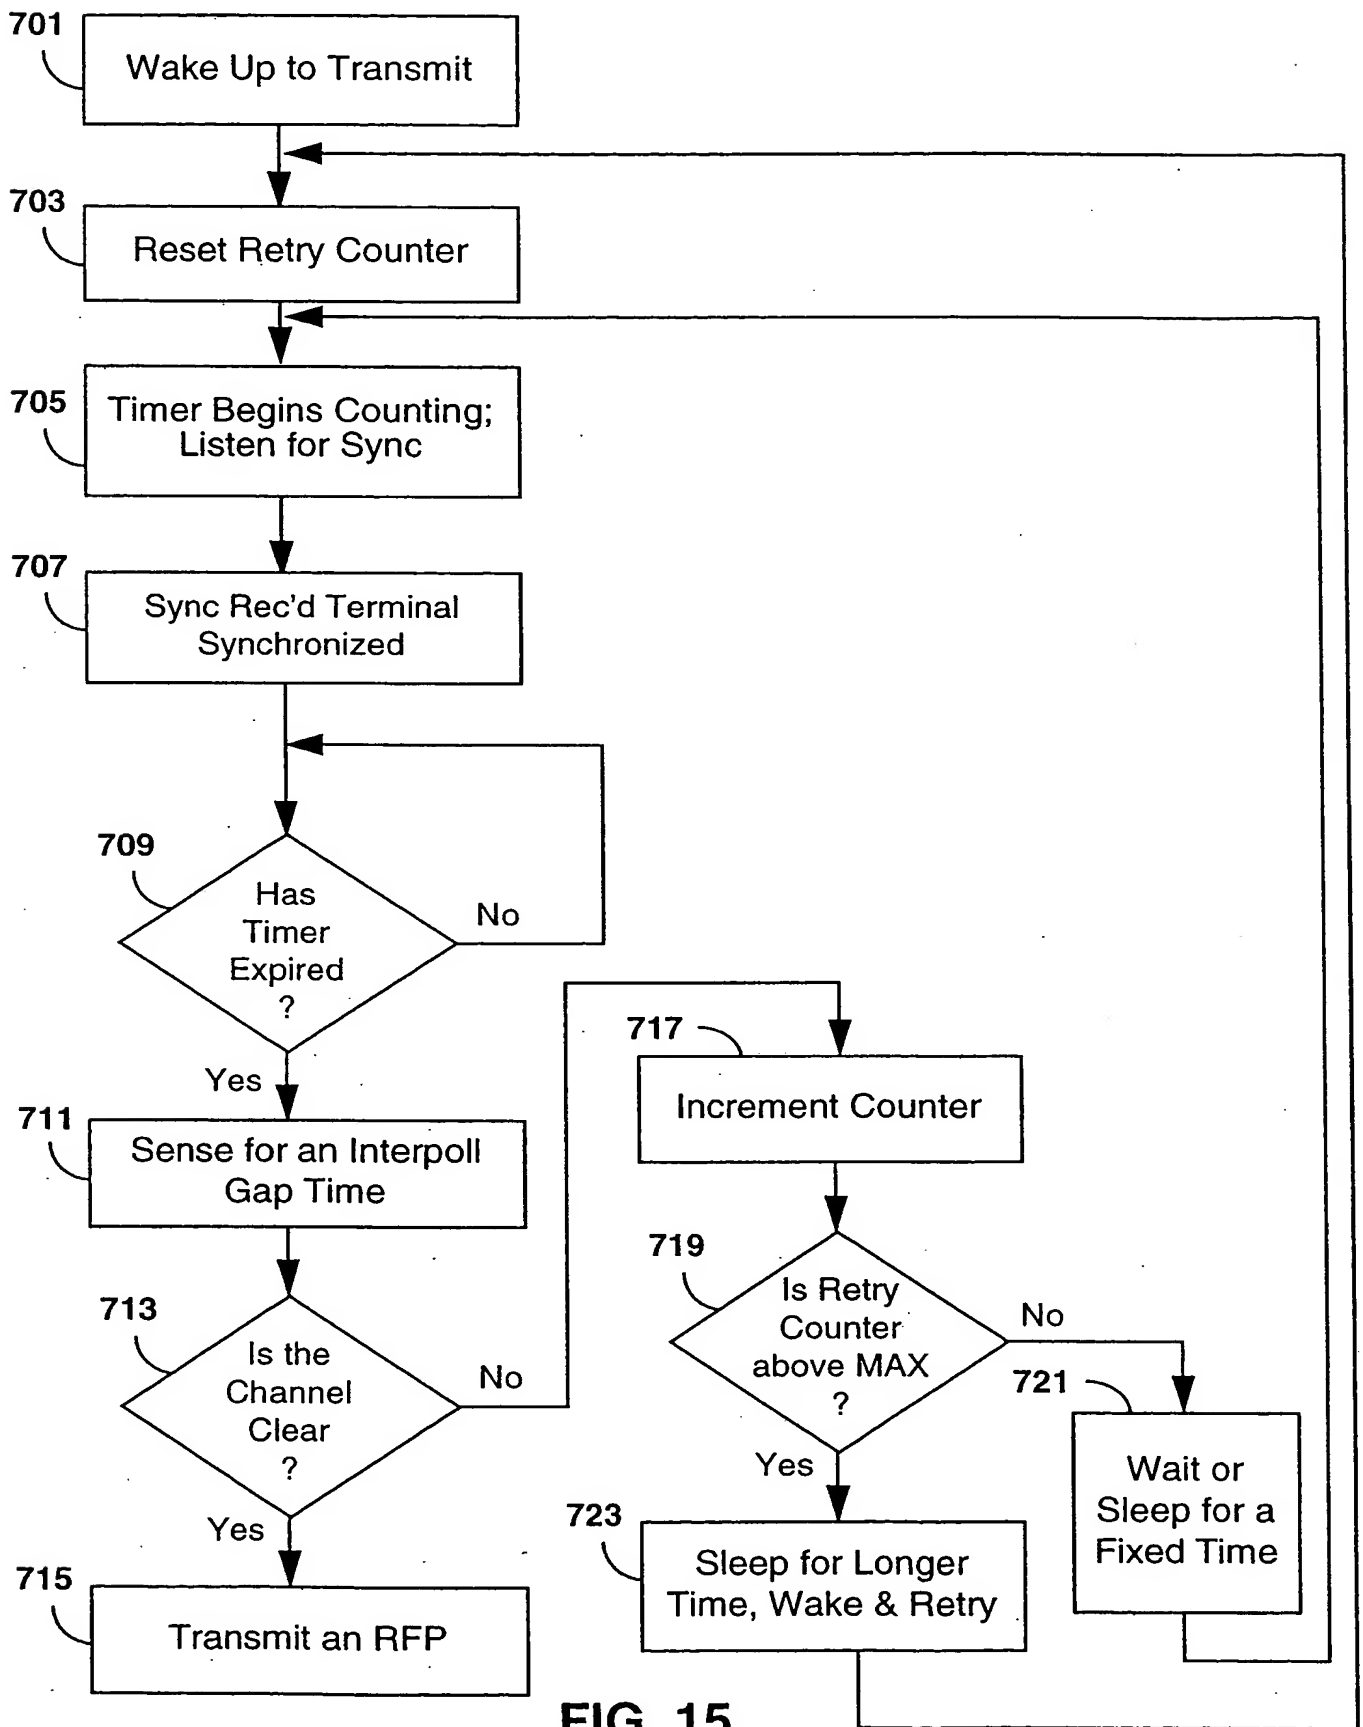 701
Wake Up to Transmit
703
Reset Retry Counter
705
Timer Begins Counting;
Listen for Sync
707
Sync Rec'd Terminal
Synchronized
709
Has
Timer
Expired
?
No
Yes
711
Sense for an Interpoll
Gap Time
713
Is the
Channel
Clear
?
No
Yes
715
Transmit an RFP
717
Increment Counter
719
Is Retry
Counter
above MAX
?
No
Yes
721
Wait or
Sleep for a
Fixed Time
723
Sleep for Longer
Time, Wake & Retry
FIG. 15